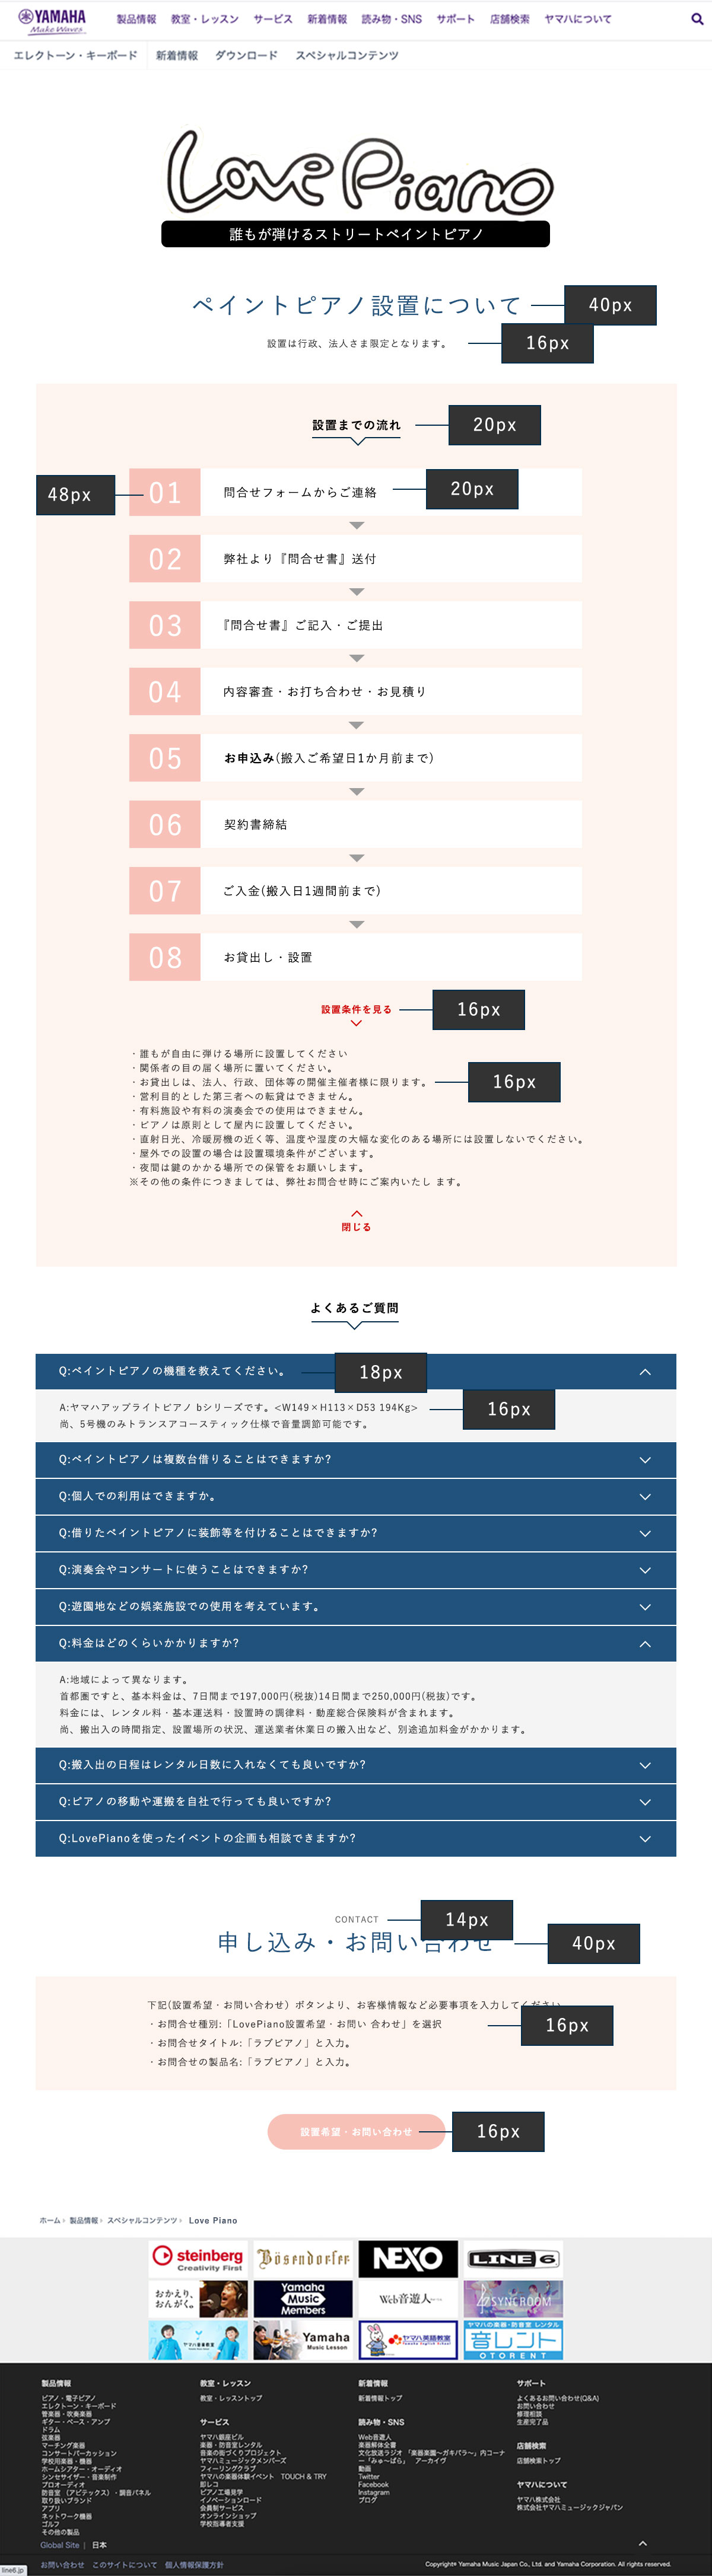 YAMAHA
Make Waves
製品情報 教室・レッスン サービス 新着情報 読み物・SNS サポート 店舗検索 ヤマハについて
エレクトーン・キーボード 新着情報 ダウンロード スペシャルコンテンツ
Love Piano
誰もが弾けるストリートペイントピアノ
ペイントピアノ設置について 40px
設置は行政、法人さま限定となります。 16px
設置までの流れ 20px
48px 01 問合せフォームからご連絡 20px
02 弊社より『問合せ書』送付
03 『問合せ書』ご記入・ご提出
04 内容審査・お打ち合わせ・お見積り
05 お申込み(搬入ご希望日1か月前まで)
06 契約書締結
07 ご入金(搬入日1週間前まで)
08 お貸出し・設置
設置条件を見る 16px
・誰もが自由に弾ける場所に設置してください
・関係者の目の届く場所に置いてください。
・お貸出しは、法人、行政、団体等の開催主催者様に限ります。 16px
・営利目的とした第三者への転貸はできません。
・有料施設や有料の演奏会での使用はできません。
・ピアノは原則として屋内に設置してください。
・直射日光、冷暖房機の近く等、温度や湿度の大幅な変化のある場所には設置しないでください。
・屋外での設置の場合は設置環境条件がございます。
・夜間は鍵のかかる場所での保管をお願いします。
※その他の条件につきましては、弊社お問合せ時にご案内いたし ます。
閉じる
よくあるご質問
Q:ペイントピアノの機種を教えてください。 18px
A:ヤマハアップライトピアノ bシリーズです。<W149×H113×D53 194Kg> 16px
尚、5号機のみトランスアコースティック仕様で音量調節可能です。
Q:ペイントピアノは複数台借りることはできますか?
Q:個人での利用はできますか。
Q:借りたペイントピアノに装飾等を付けることはできますか?
Q:演奏会やコンサートに使うことはできますか?
Q:遊園地などの娯楽施設での使用を考えています。
Q:料金はどのくらいかかりますか?
A:地域によって異なります。
首都圏ですと、基本料金は、7日間まで197,000円(税抜)14日間まで250,000円(税抜)です。
料金には、レンタル料・基本運送料・設置時の調律料・動産総合保険料が含まれます。
尚、搬出入の時間指定、設置場所の状況、運送業者休業日の搬入出など、別途追加料金がかかります。
Q:搬入出の日程はレンタル日数に入れなくても良いですか?
Q:ピアノの移動や運搬を自社で行っても良いですか?
Q:LovePianoを使ったイベントの企画も相談できますか?
CONTACT 14px
申し込み・お問い合わせ 40px
下記(設置希望・お問い合わせ）ボタンより、お客様情報など必要事項を入力してください
・お問合せ種別:「LovePiano設置希望・お問い 合わせ」を選択 16px
・お問合せタイトル:「ラブピアノ」と入力。
・お問合せの製品名:「ラブピアノ」と入力。
設置希望・お問い合わせ 16px
ホーム › 製品情報 › スペシャルコンテンツ › Love Piano
steinberg Creativity First
Bösendorfer
NEXO
LINE 6
おかえり、おんがく。
Yamaha Music Members
Web音遊人
SYNCROOM
ヤマハ音楽教室
Yamaha Music Lesson
ヤマハ英語教室
ヤマハの楽器・防音室 レンタル 音レント OTORENT
製品情報
ピアノ・電子ピアノ
エレクトーン・キーボード
管楽器・吹奏楽器
ギター・ベース・アンプ
ドラム
弦楽器
マーチング楽器
コンサートパーカッション
学校用楽器・機器
ホームシアター・オーディオ
シンセサイザー・音楽制作
プロオーディオ
防音室 （アビテックス）・調音パネル
取り扱いブランド
アプリ
ネットワーク機器
ゴルフ
その他の製品
教室・レッスン
教室・レッスントップ
サービス
ヤマハ銀座ビル
楽器・防音室レンタル
音楽の街づくりプロジェクト
ヤマハミュージックメンバーズ
フィーリングクラブ
ヤマハの楽器体験イベント TOUCH & TRY
即レコ
ピアノ工場見学
イノベーションロード
会員制サービス
オンラインショップ
学校指導者支援
新着情報
新着情報トップ
読み物・SNS
Web音遊人
楽器解体全書
文化放送ラジオ 「楽器楽園～ガキパラ～」内コーナー「みゅ～ぱら」 アーカイヴ
動画
Twitter
Facebook
Instagram
ブログ
サポート
よくあるお問い合わせ(Q&A)
お問い合わせ
修理相談
生産完了品
店舗検索
店舗検索トップ
ヤマハについて
ヤマハ株式会社
株式会社ヤマハミュージックジャパン
Global Site | 日本
お問い合わせ このサイトについて 個人情報保護方針
Copyright© Yamaha Music Japan Co., Ltd. and Yamaha Corporation. All rights reserved.
line6.jp